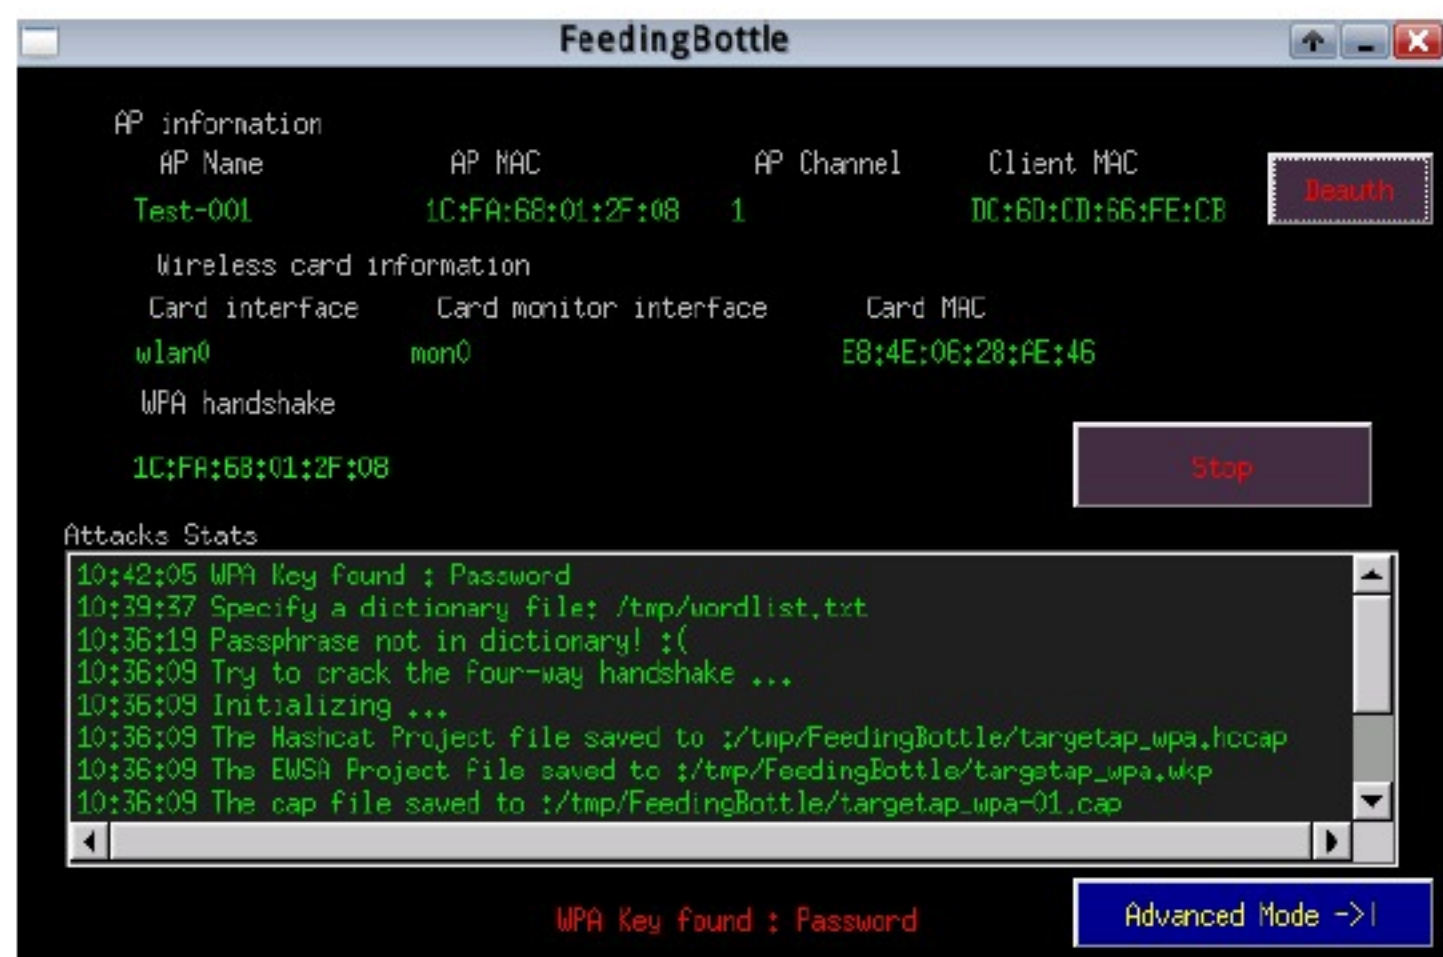 FeedingBottle
AP information
AP Name AP MAC AP Channel Client MAC
Test-001 1C:FA:68:01:2F:08 1 DC:6D:CD:66:FE:CB Deauth
Wireless card information
Card interface Card monitor interface Card MAC
wlan0 mon0 E8:4E:06:28:AE:46
WPA handshake
1C:FA:68:01:2F:08
Stop
Attacks Stats
10:42:05 WPA Key found : Password
10:39:37 Specify a dictionary file: /tmp/wordlist.txt
10:36:19 Passphrase not in dictionary! :(
10:36:09 Try to crack the four-way handshake ...
10:36:09 Initializing ...
10:36:09 The Hashcat Project file saved to :/tmp/FeedingBottle/targetap_wpa.hccap
10:36:09 The EWSA Project file saved to :/tmp/FeedingBottle/targetap_wpa.wkp
10:36:09 The cap file saved to :/tmp/FeedingBottle/targetap_wpa-01.cap
WPA Key found : Password
Advanced Mode ->|